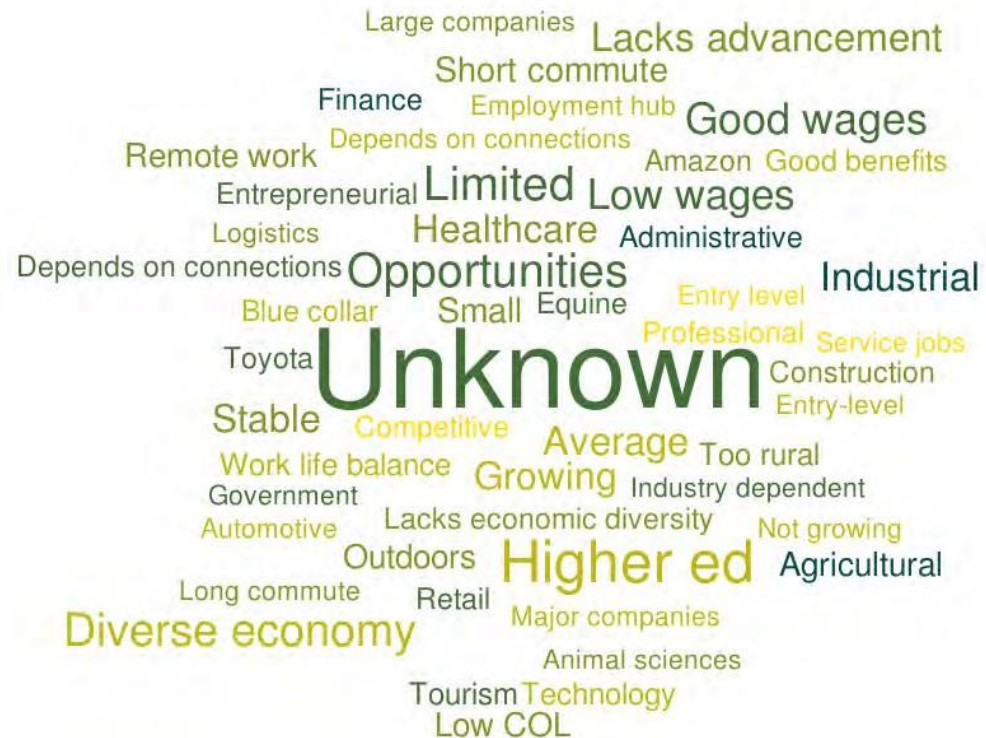 Large companies
Lacks advancement
Short commute
Finance
Employment hub
Good wages
Depends on connections
Remote work
Amazon
Good benefits
Entrepreneurial
Limited
Low wages
Logistics
Healthcare
Administrative
Depends on connections
Opportunities
Industrial
Blue collar
Small
Equine
Entry level
Professional
Service jobs
Toyota
Unknown
Construction
Entry-level
Stable
Competitive
Average
Too rural
Work life balance
Growing
Industry dependent
Government
Automotive
Lacks economic diversity
Not growing
Outdoors
Higher ed
Agricultural
Long commute
Retail
Major companies
Diverse economy
Animal sciences
Tourism
Technology
Low COL